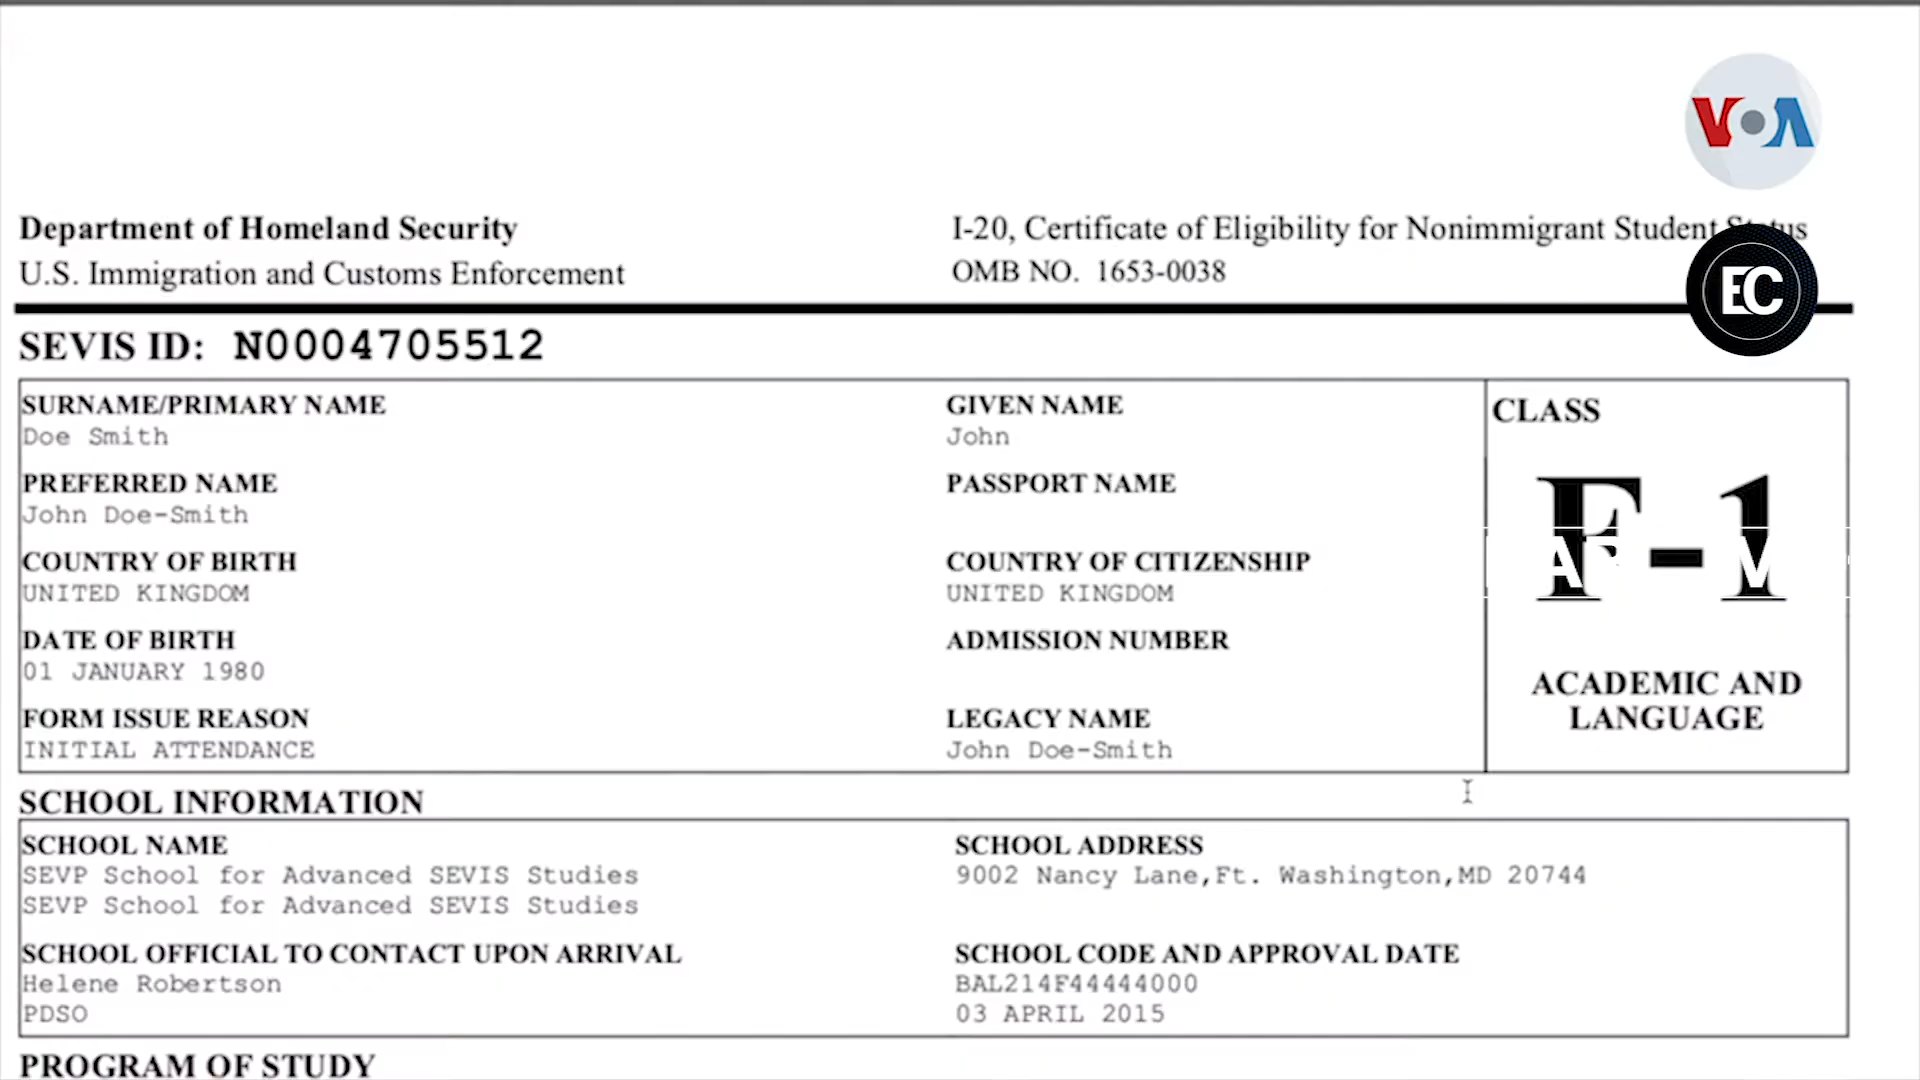 VOA
Department of Homeland Security
U.S. Immigration and Customs Enforcement
I-20, Certificate of Eligibility for Nonimmigrant Student Status
OMB NO. 1653-0038
EC
SEVIS ID: N0004705512
SURNAME/PRIMARY NAME
Doe Smith
GIVEN NAME
John
PREFERRED NAME
John Doe-Smith
PASSPORT NAME
COUNTRY OF BIRTH
UNITED KINGDOM
COUNTRY OF CITIZENSHIP
UNITED KINGDOM
DATE OF BIRTH
01 JANUARY 1980
ADMISSION NUMBER
FORM ISSUE REASON
INITIAL ATTENDANCE
LEGACY NAME
John Doe-Smith
CLASS
F-1
ACADEMIC AND
LANGUAGE
SCHOOL INFORMATION
SCHOOL NAME
SEVP School for Advanced SEVIS Studies
SEVP School for Advanced SEVIS Studies
SCHOOL ADDRESS
9002 Nancy Lane,Ft. Washington,MD 20744
SCHOOL OFFICIAL TO CONTACT UPON ARRIVAL
Helene Robertson
PDSO
SCHOOL CODE AND APPROVAL DATE
BAL214F44444000
03 APRIL 2015
PROGRAM OF STUDY